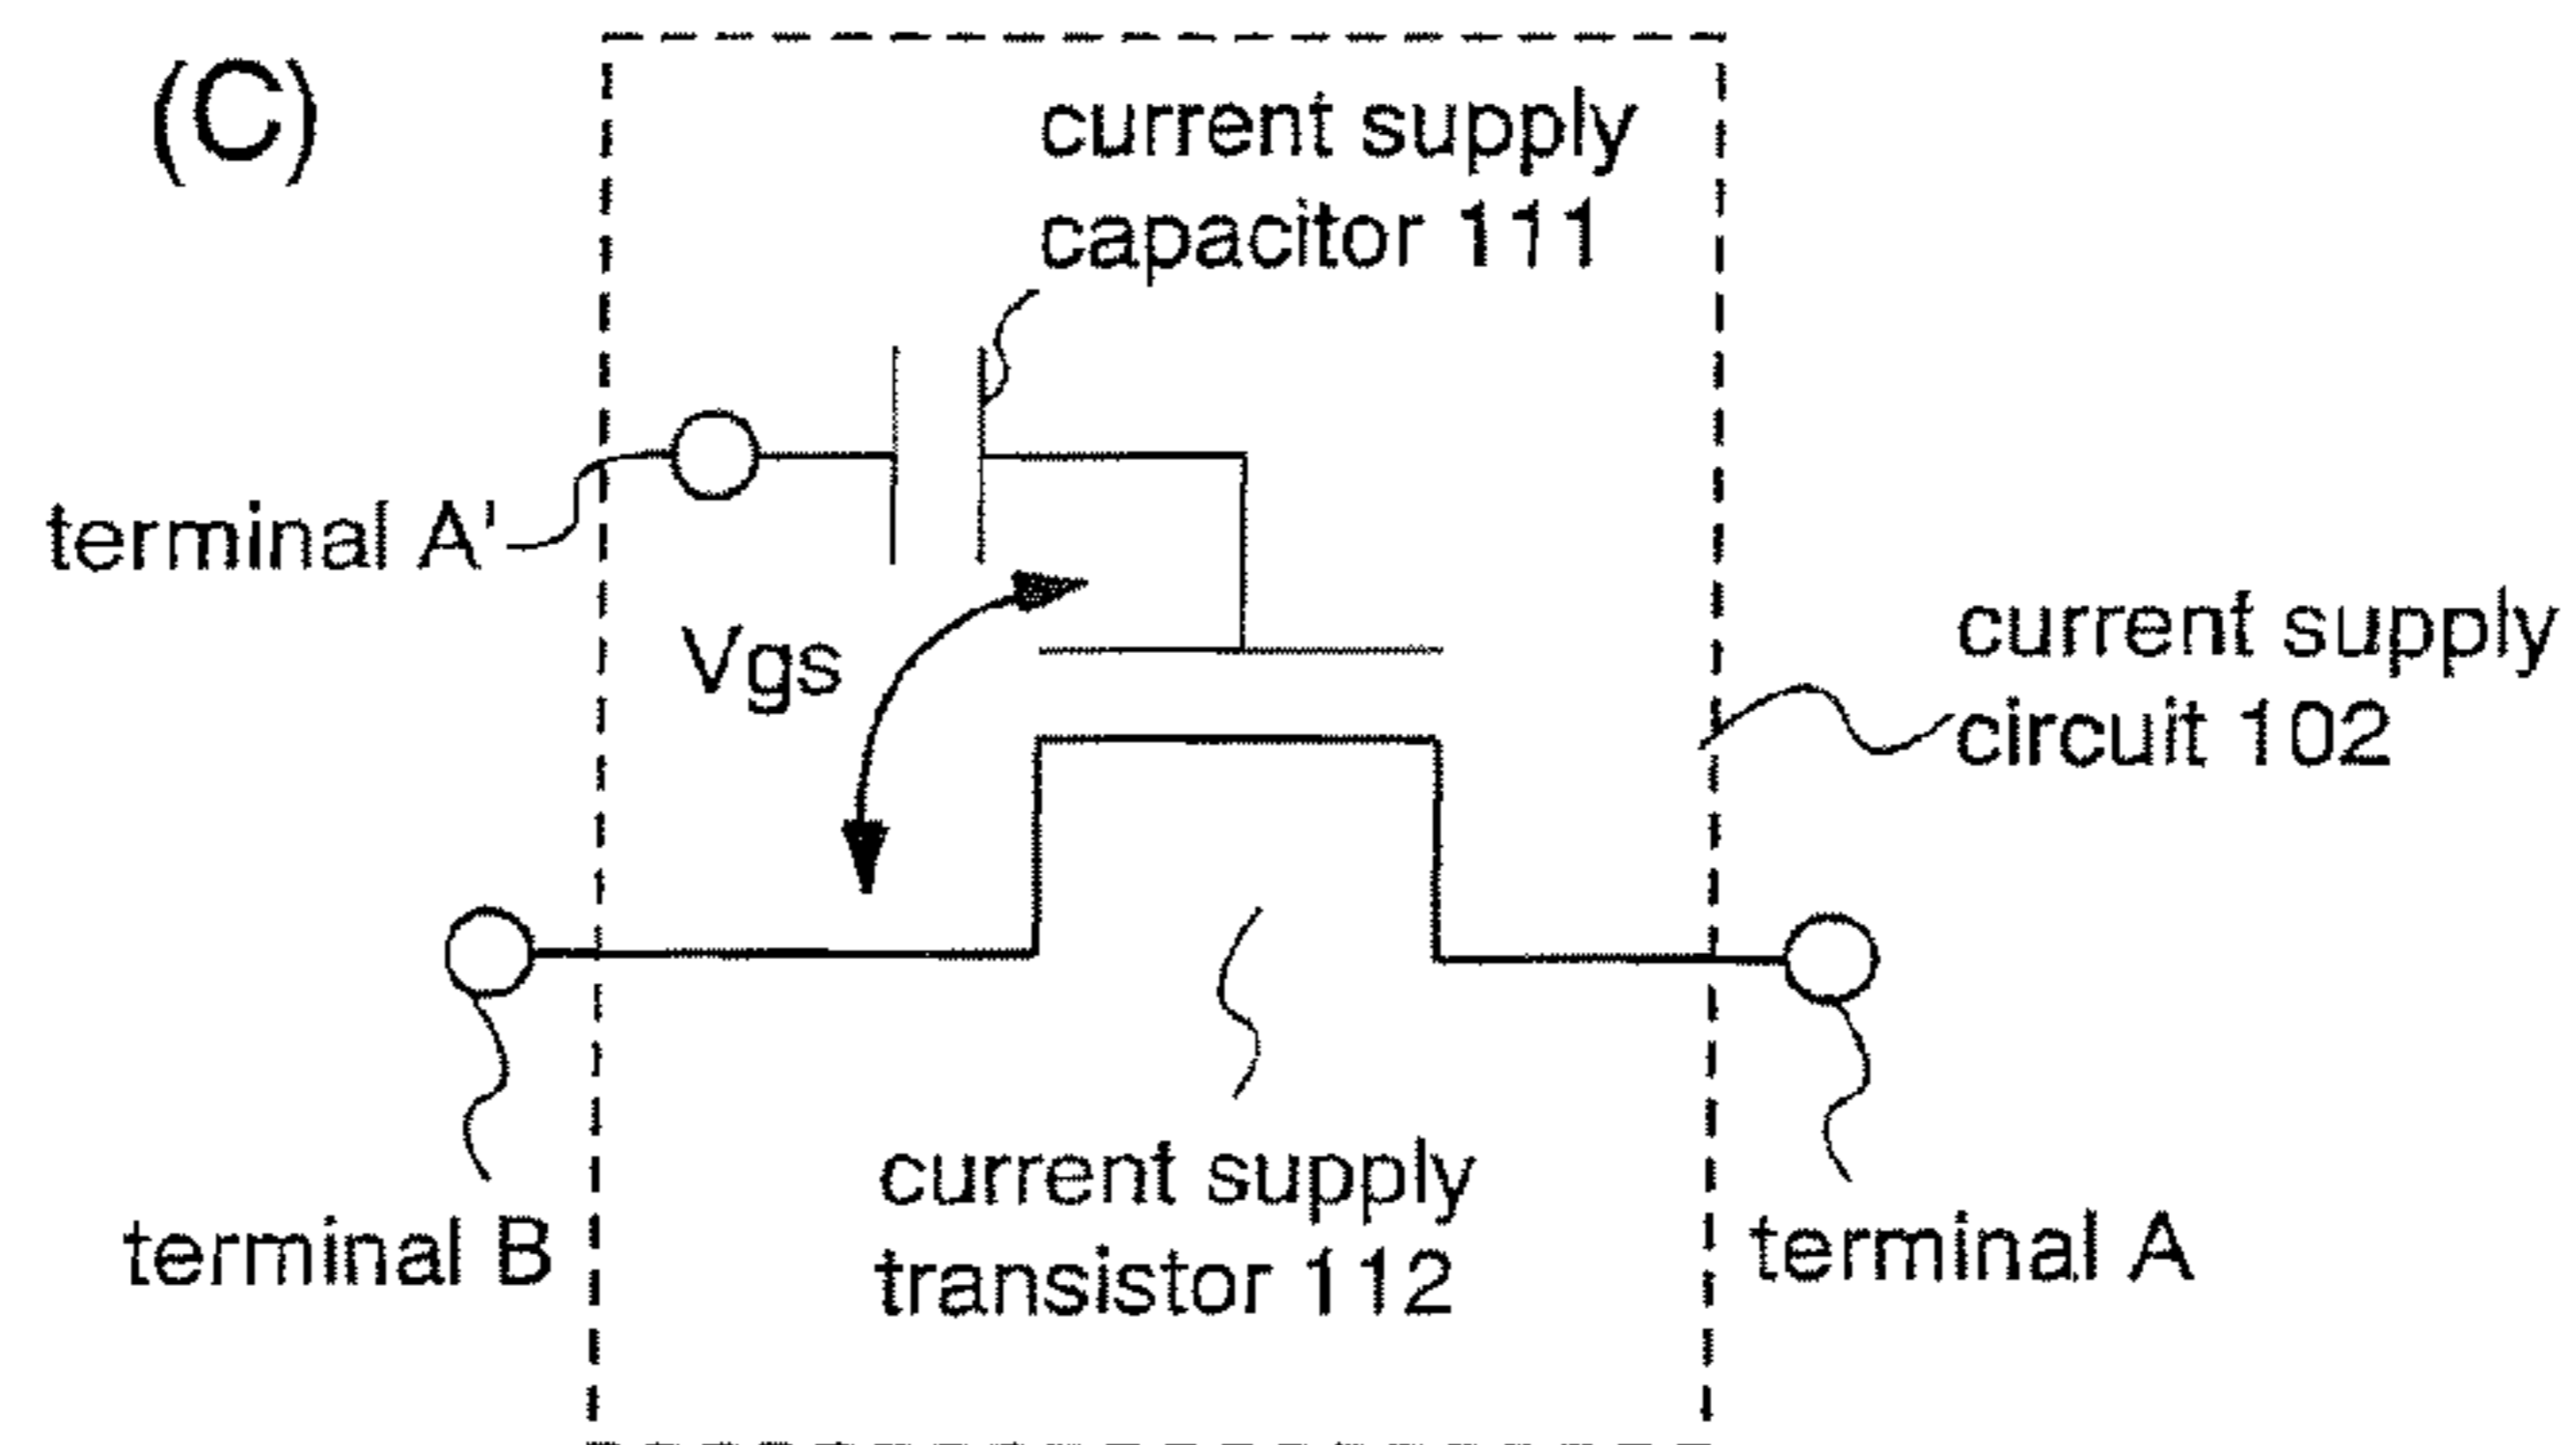 (C)
current supply
capacitor 111
terminal A'
Vgs
current supply
circuit 102
terminal B
current supply
transistor 112
terminal A